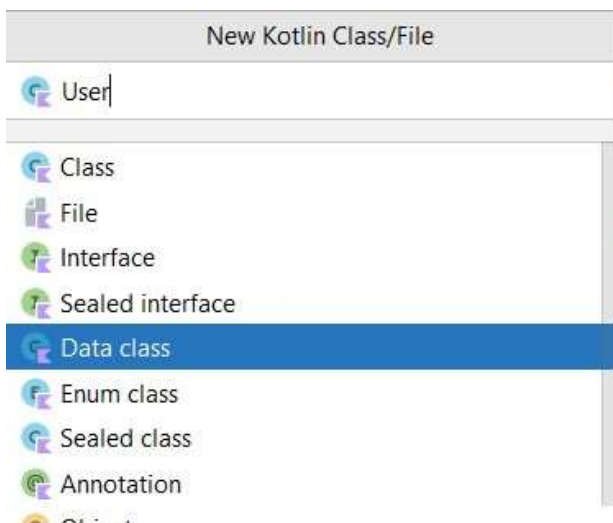 New Kotlin Class/File
User
Class
File
Interface
Sealed interface
Data class
Enum class
Sealed class
Annotation